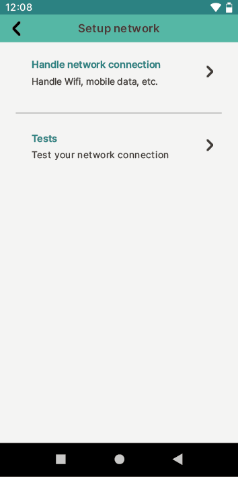 12:08
Setup network
Handle network connection
Handle Wifi, mobile data, etc.
Tests
Test your network connection